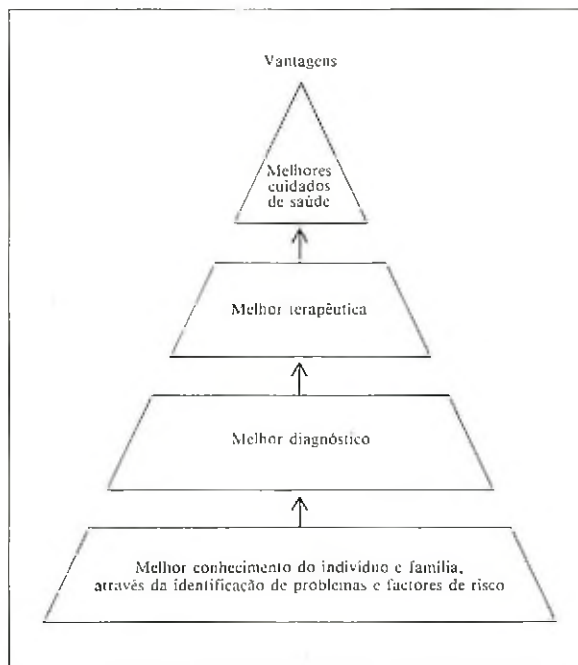 Vantagens
Melhores
cuidados
de saúde
Melhor terapêutica
Melhor diagnóstico
Melhor conhecimento do indivíduo e família,
através da identificação de problemas e factores de risco